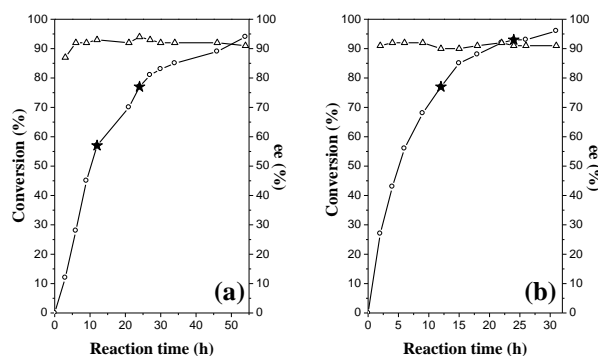 100 100
90 90
80 80
70 70
60 60
50 50
40 40
30 30
20 20
10 10
0 0
0 10 20 30 40 50
Conversion (%)
ee (%)
Reaction time (h)
(a)
100 100
90 90
80 80
70 70
60 60
50 50
40 40
30 30
20 20
10 10
0 0
0 5 10 15 20 25 30
Conversion (%)
ee (%)
Reaction time (h)
(b)